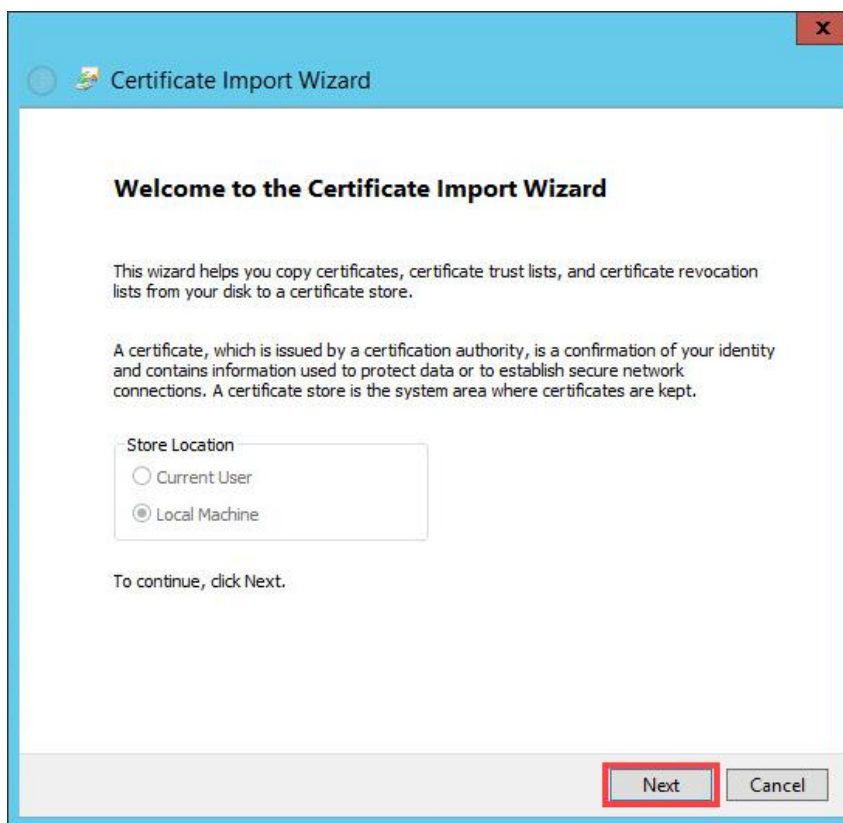 X
Certificate Import Wizard
Welcome to the Certificate Import Wizard
This wizard helps you copy certificates, certificate trust lists, and certificate revocation
lists from your disk to a certificate store.
A certificate, which is issued by a certification authority, is a confirmation of your identity
and contains information used to protect data or to establish secure network
connections. A certificate store is the system area where certificates are kept.
Store Location
Current User
Local Machine
To continue, click Next.
Next Cancel